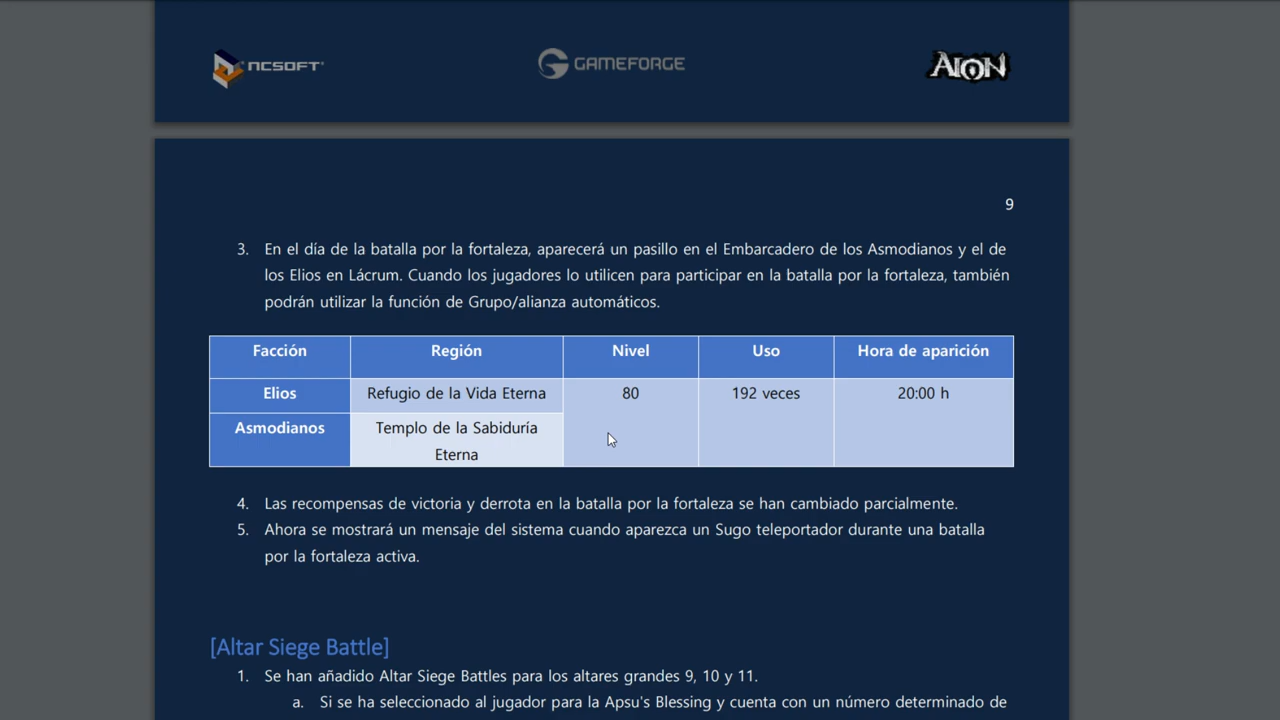 NCSOFT
GAMEFORGE
AION
9
3. En el día de la batalla por la fortaleza, aparecerá un pasillo en el Embarcadero de los Asmodianos y el de
los Elios en Lácrum. Cuando los jugadores lo utilicen para participar en la batalla por la fortaleza, también
podrán utilizar la función de Grupo/alianza automáticos.
Facción Región Nivel Uso Hora de aparición
Elios Refugio de la Vida Eterna 80 192 veces 20:00 h
Asmodianos Templo de la Sabiduría
Eterna
4. Las recompensas de victoria y derrota en la batalla por la fortaleza se han cambiado parcialmente.
5. Ahora se mostrará un mensaje del sistema cuando aparezca un Sugo teleportador durante una batalla
por la fortaleza activa.
[Altar Siege Battle]
1. Se han añadido Altar Siege Battles para los altares grandes 9, 10 y 11.
a. Si se ha seleccionado al jugador para la Apsu's Blessing y cuenta con un número determinado de